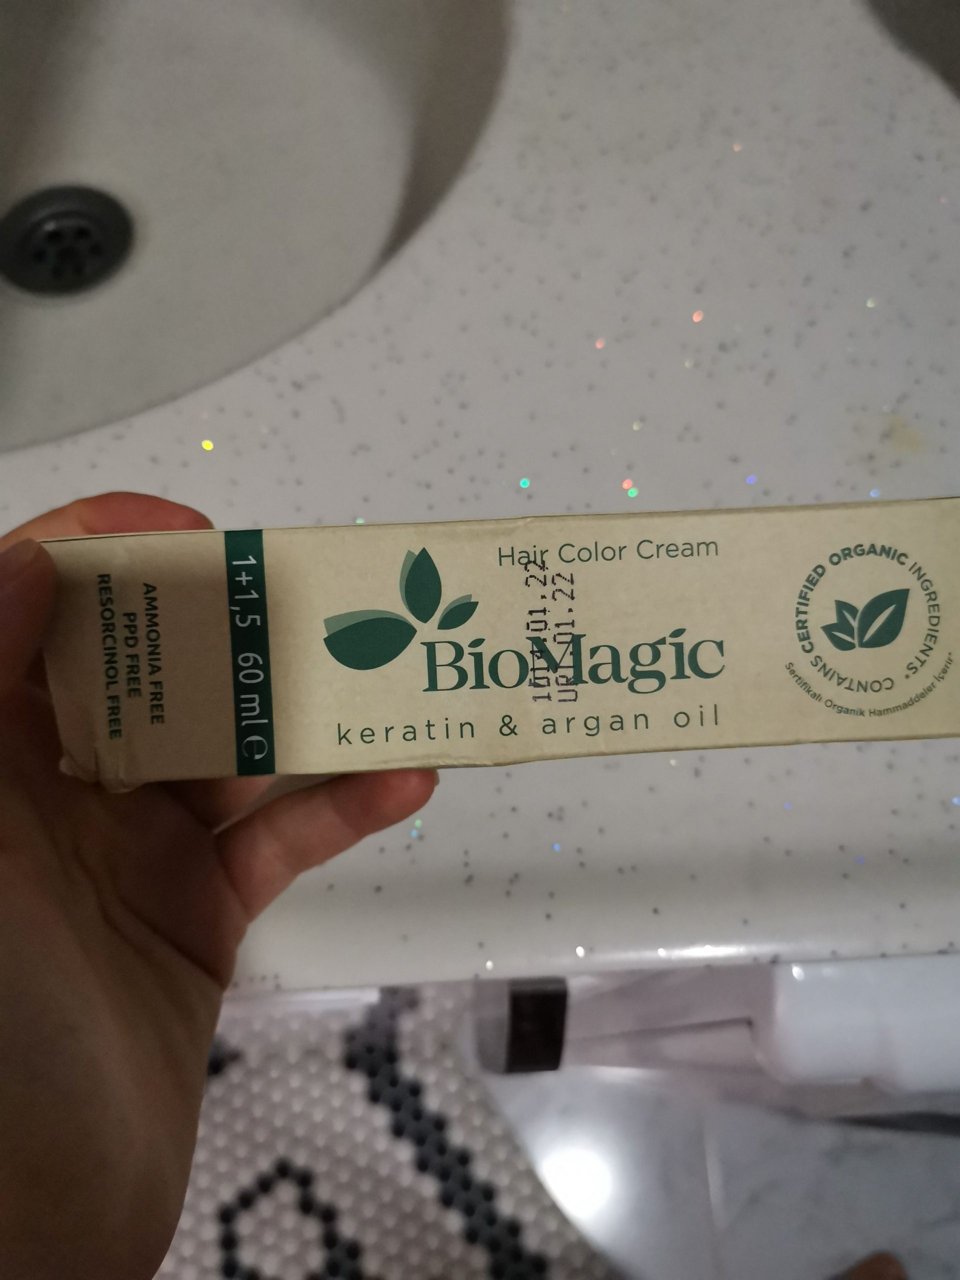 AMMONIA FREE
PPD FREE
RESORCINOL FREE
1+1,5 60 ml ℮
Hair Color Cream
BioMagic
keratin & argan oil
CONTAINS CERTIFIED ORGANIC INGREDIENTS*
Sertifikalı Organik Hammaddeler İçerir*